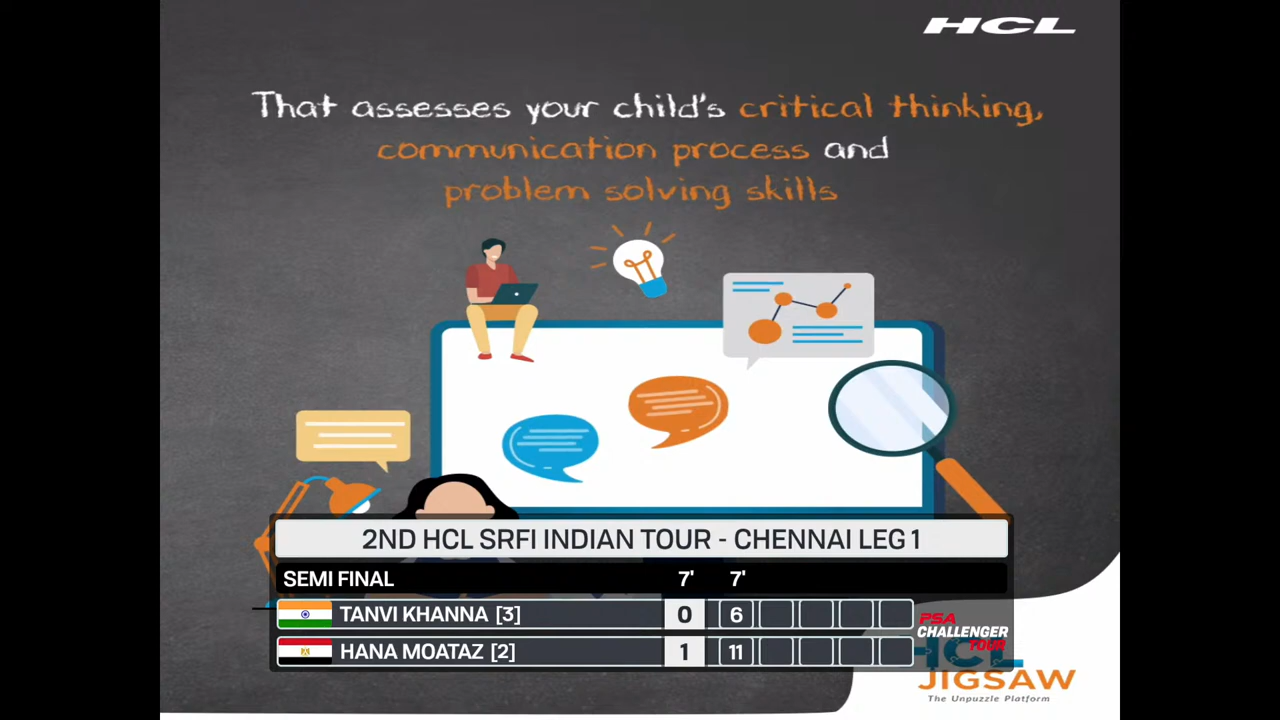 HCL
That assesses your child's critical thinking,
communication process and
problem solving skills
2ND HCL SRFI INDIAN TOUR - CHENNAI LEG 1
SEMI FINAL 7' 7'
TANVI KHANNA [3] 0 6
HANA MOATAZ [2] 1 11
PSA
CHALLENGER
TOUR
HCL
JIGSAW
The Unpuzzle Platform